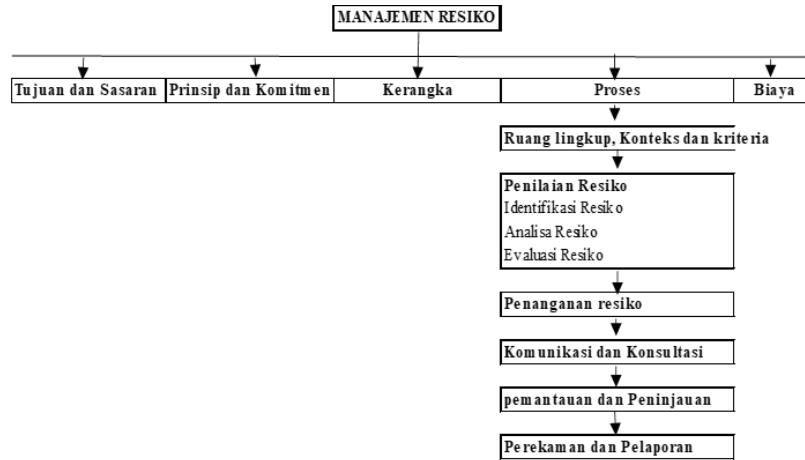 MANAJEMEN RESIKO
Tujuan dan Sasaran Prinsip dan Komitmen Kerangka Proses Biaya
Ruang lingkup, Konteks dan kriteria
Penilaian Resiko
Identifikasi Resiko
Analisa Resiko
Evaluasi Resiko
Penanganan resiko
Komunikasi dan Konsultasi
pemantauan dan Peninjauan
Perekaman dan Pelaporan